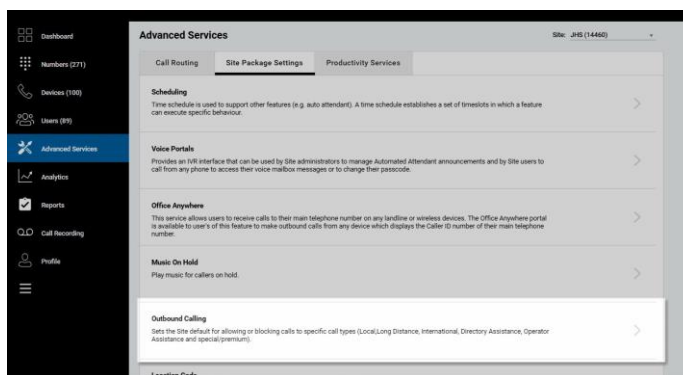 Dashboard
Numbers (271)
Devices (100)
Users (89)
Advanced Services
Analytics
Reports
Call Recording
Profile
Advanced Services
Site: JHS (14460)
Call Routing
Site Package Settings
Productivity Services
Scheduling
Time schedule is used to support other features (e.g. auto attendant). A time schedule establishes a set of timeslots in which a feature
can execute specific behaviour.
Voice Portals
Provides an IVR interface that can be used by Site administrators to manage Automated Attendant announcements and by Site users to
call from any phone to access their voice mailbox messages or to change their passcode.
Office Anywhere
This service allows users to receive calls to their main telephone number on any landline or wireless devices. The Office Anywhere portal
is available to user's of this feature to make outbound calls from any device which displays the Caller ID number of their main telephone
number.
Music On Hold
Play music for callers on hold.
Outbound Calling
Sets the Site default for allowing or blocking calls to specific call types (Local,Long Distance, International, Directory Assistance, Operator
Assistance and special/premium).
Location Code